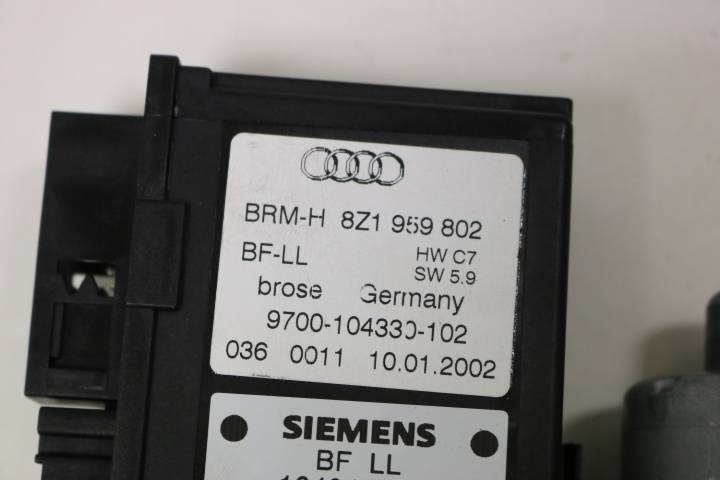 BRM-H 8Z1 959 802
BF-LL HW C7
SW 5.9
brose Germany
9700-104330-102
036 0011 10.01.2002
SIEMENS
BF LL